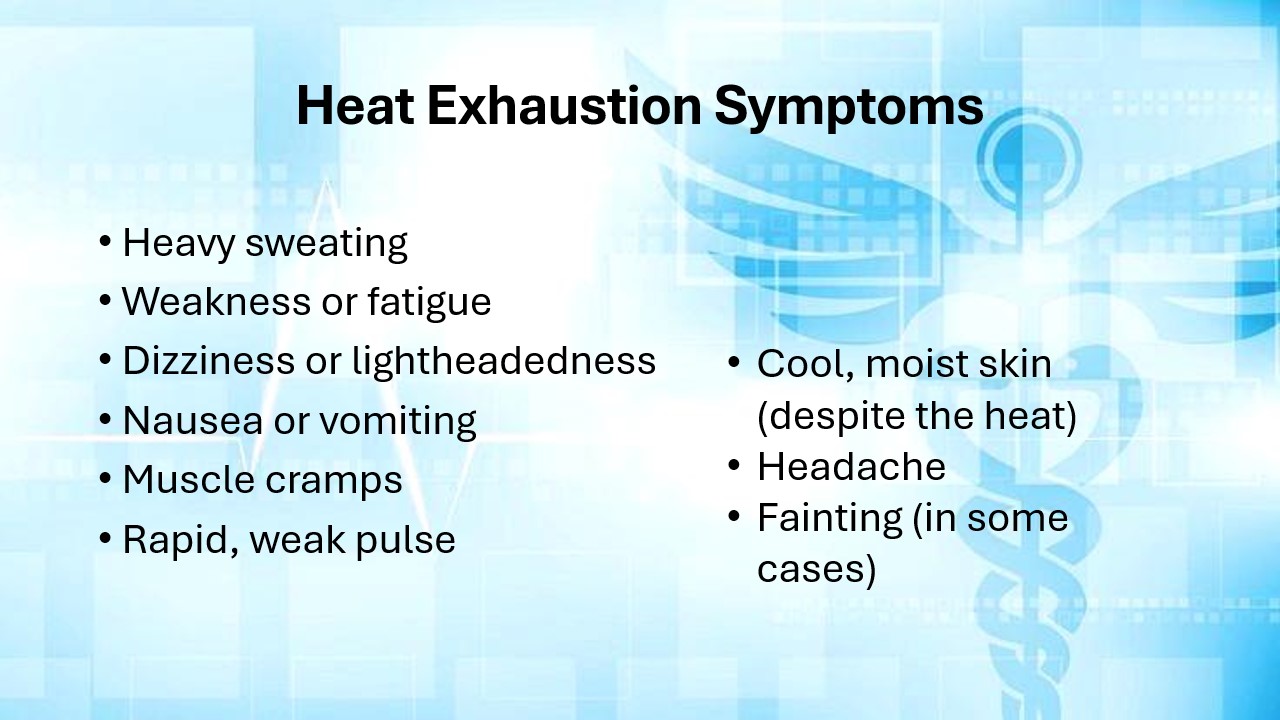 Heat Exhaustion Symptoms
• Heavy sweating
• Weakness or fatigue
• Dizziness or lightheadedness
• Nausea or vomiting
• Muscle cramps
• Rapid, weak pulse
• Cool, moist skin
(despite the heat)
• Headache
• Fainting (in some
cases)